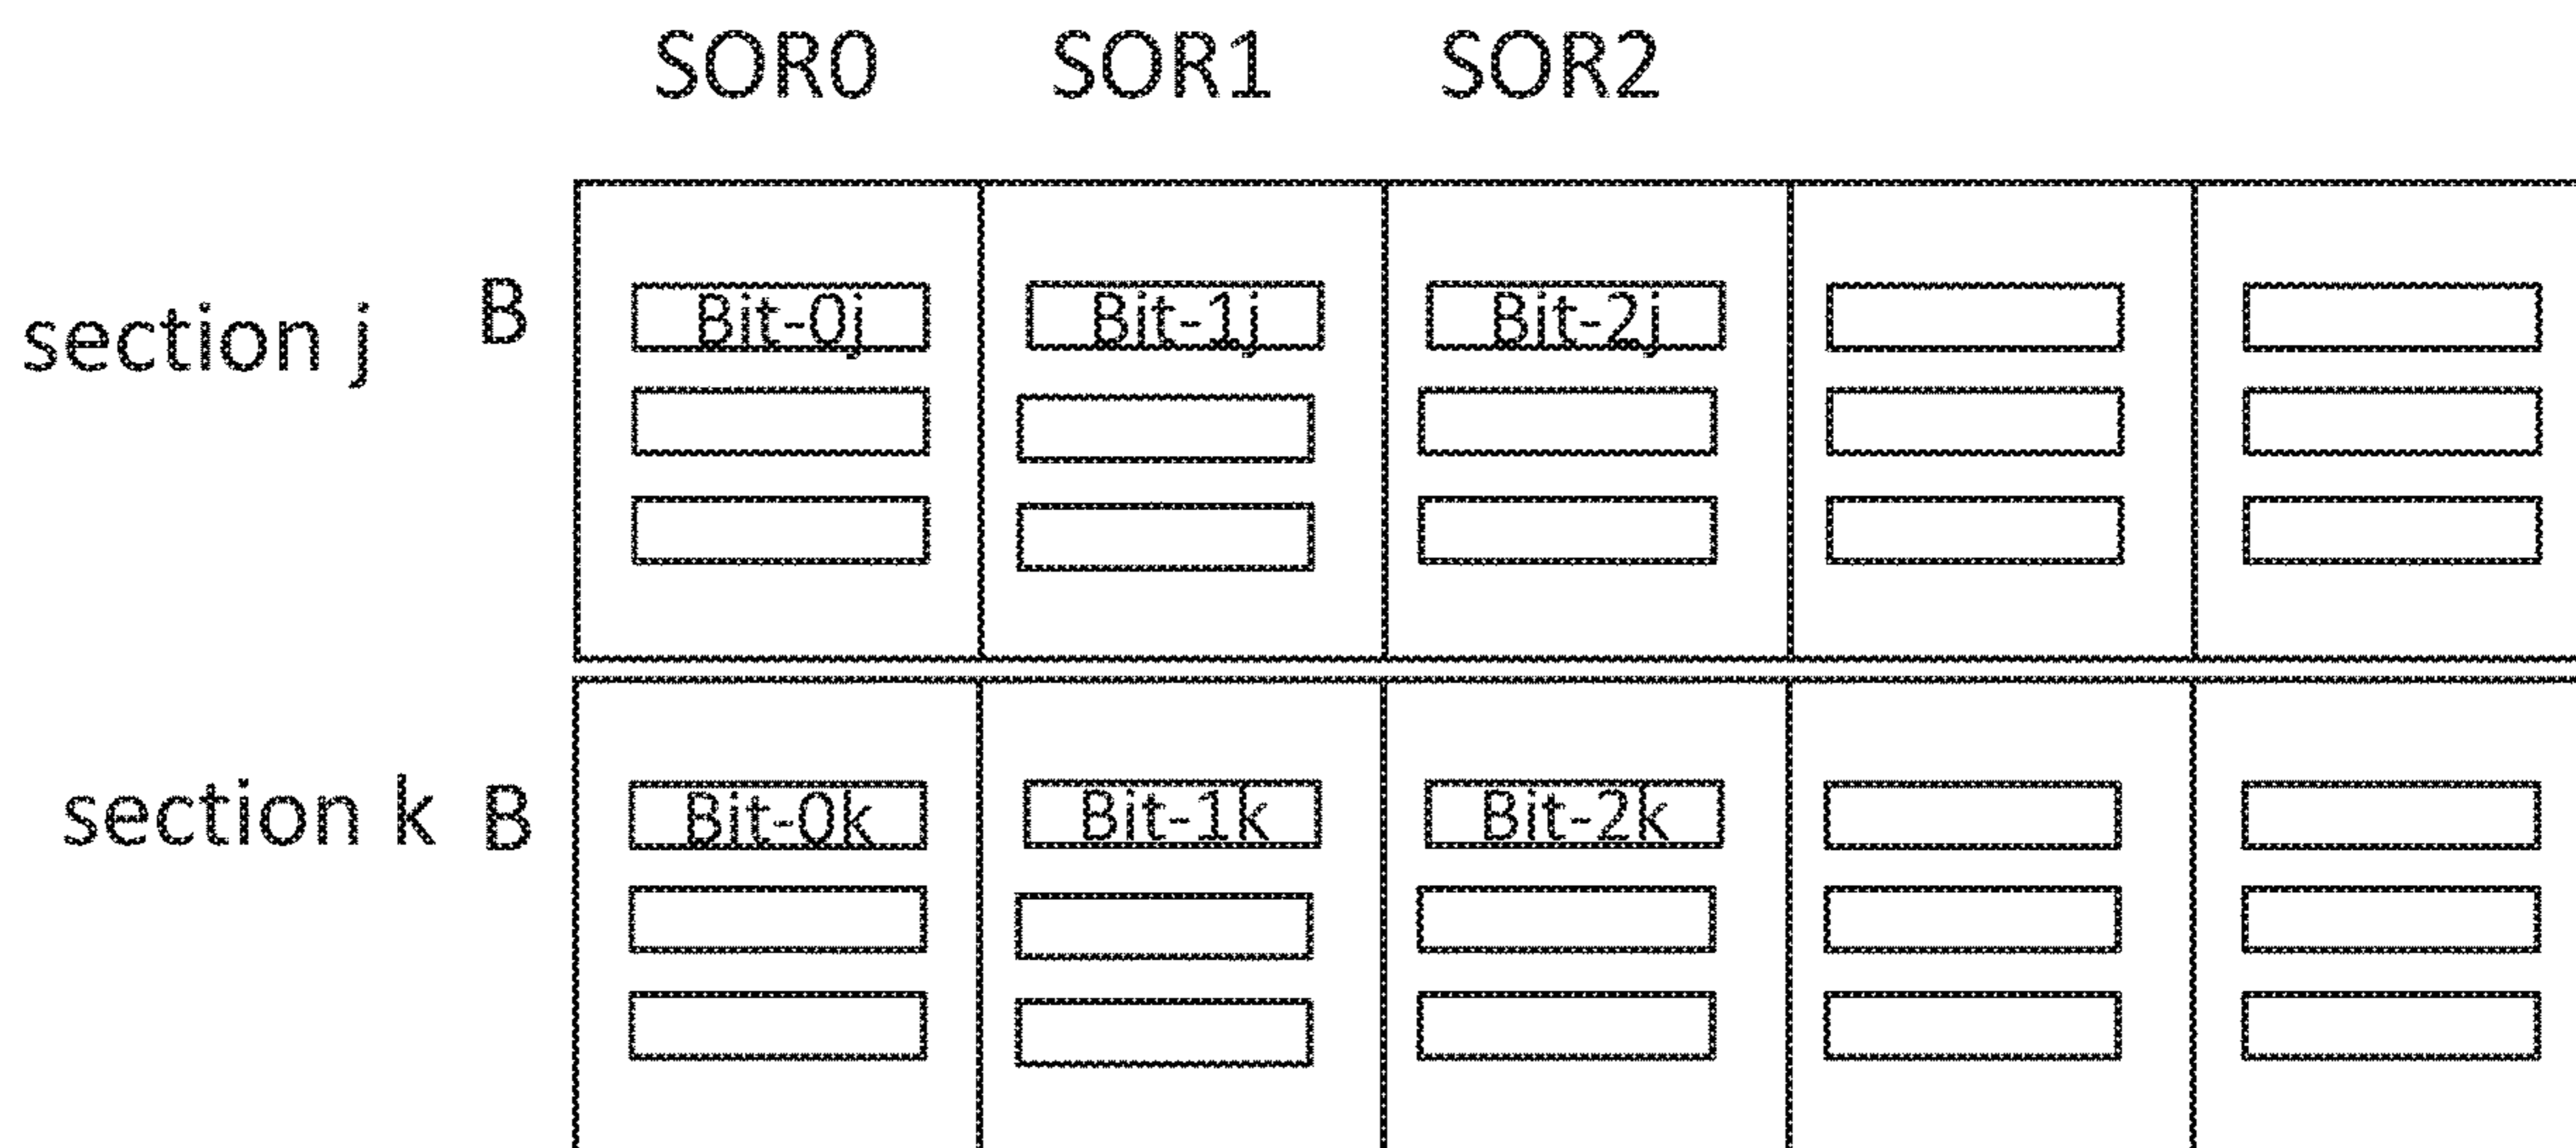 SOR0 SOR1 SOR2
section j B Bit-0j Bit-1j Bit-2j
section k B Bit-0k Bit-1k Bit-2k